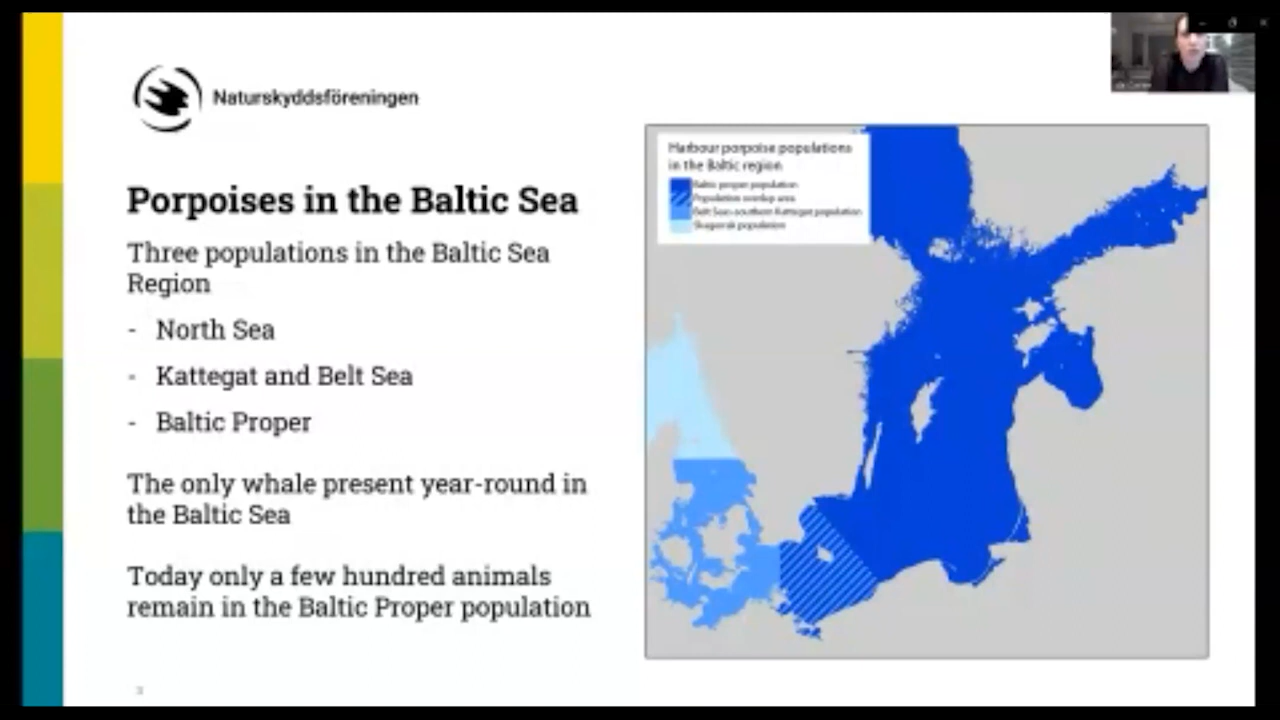 Naturskyddsföreningen
Porpoises in the Baltic Sea
Three populations in the Baltic Sea
Region
- North Sea
- Kattegat and Belt Sea
- Baltic Proper
The only whale present year-round in
the Baltic Sea
Today only a few hundred animals
remain in the Baltic Proper population
3
Harbour porpoise populations
in the Baltic region
Baltic proper population
Population overlap area
Belt Sea-southern Kattegat population
Skagerrak population